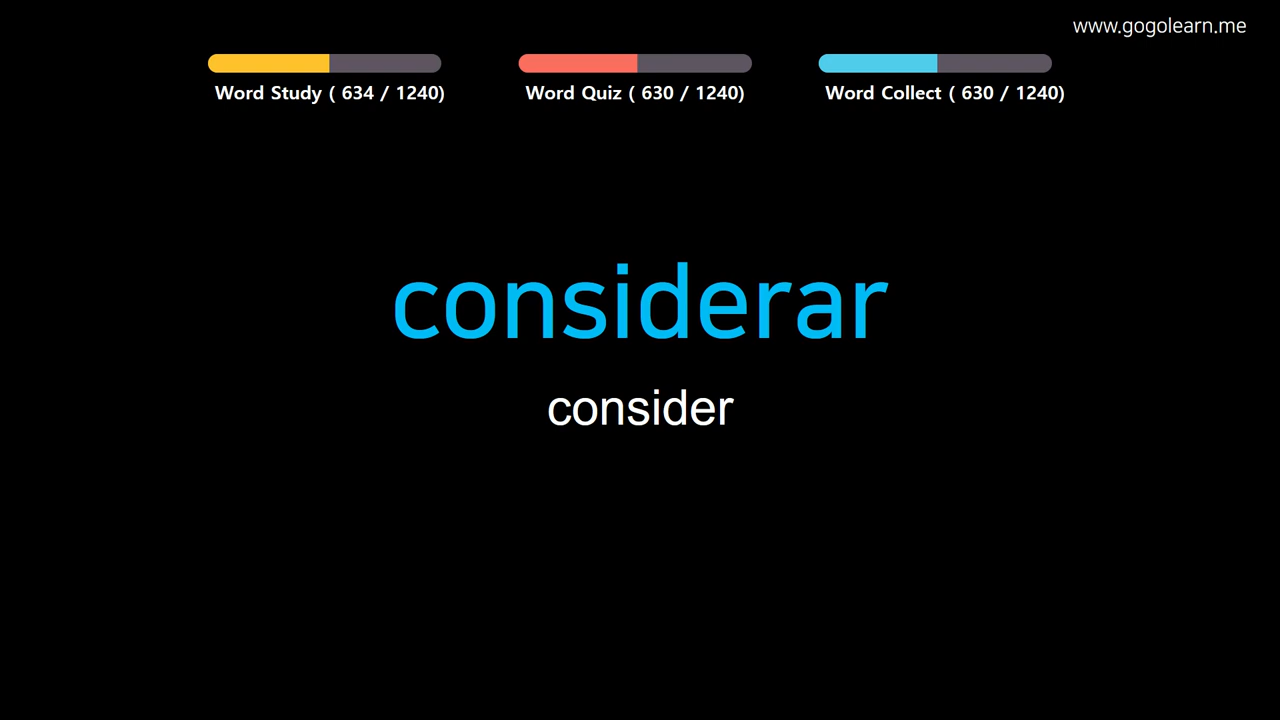 www.gogolearn.me
Word Study ( 634 / 1240)
Word Quiz ( 630 / 1240)
Word Collect ( 630 / 1240)
considerar
consider